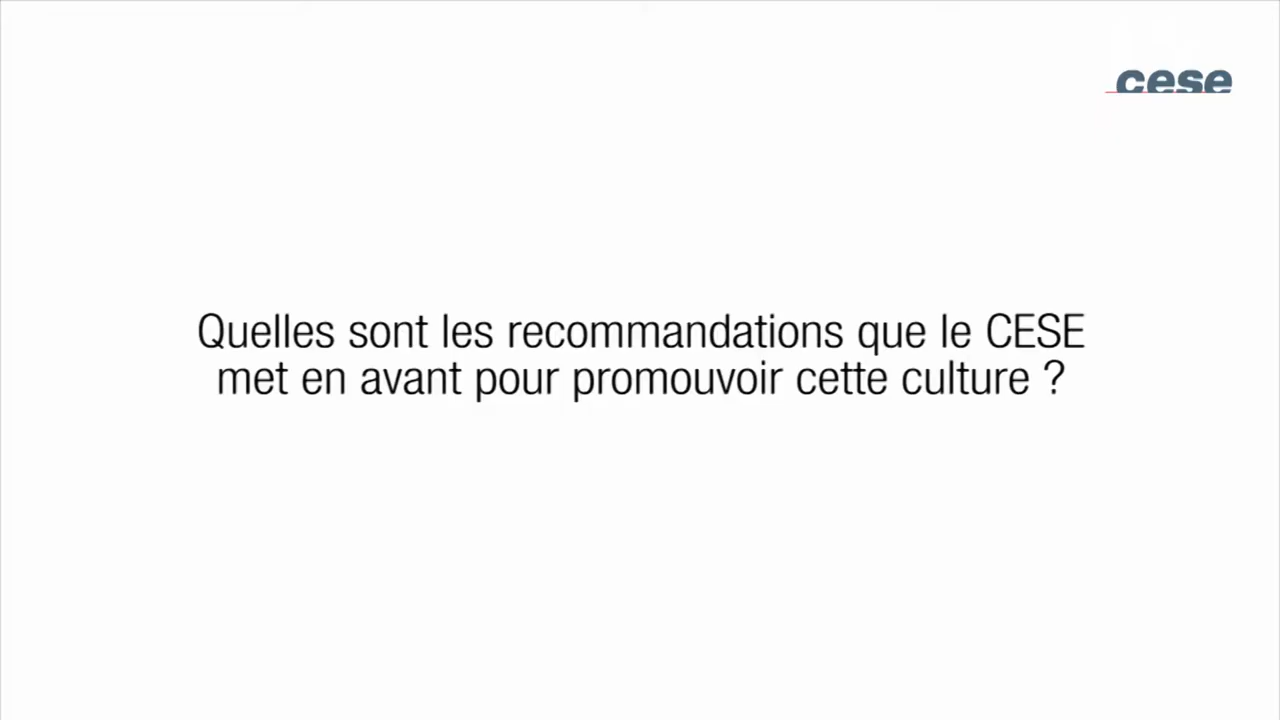 cese
Quelles sont les recommandations que le CESE
met en avant pour promouvoir cette culture ?